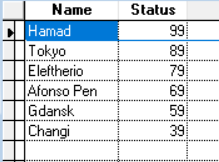 Name Status
Hamad 99
Tokyo 89
Eleftherio 79
Afonso Pen 69
Gdansk 59
Changi 39